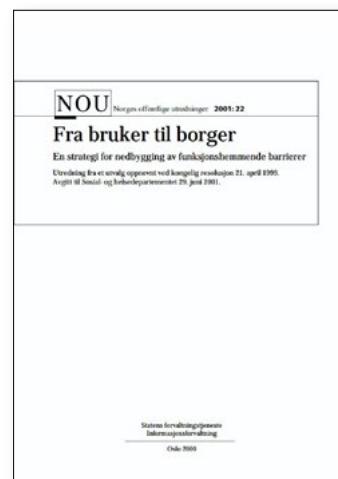 NOU Norges offentlige utredninger 2001: 22
Fra bruker til borger
En strategi for nedbygging av funksjonshemmende barrierer
Utredning fra et utvalg oppnevnt ved kongelig resolusjon 21. april 1999.
Avgitt til Sosial- og helsedepartementet 29. juni 2001.
Statens forvaltningstjeneste
Informasjonsforvaltning
Oslo